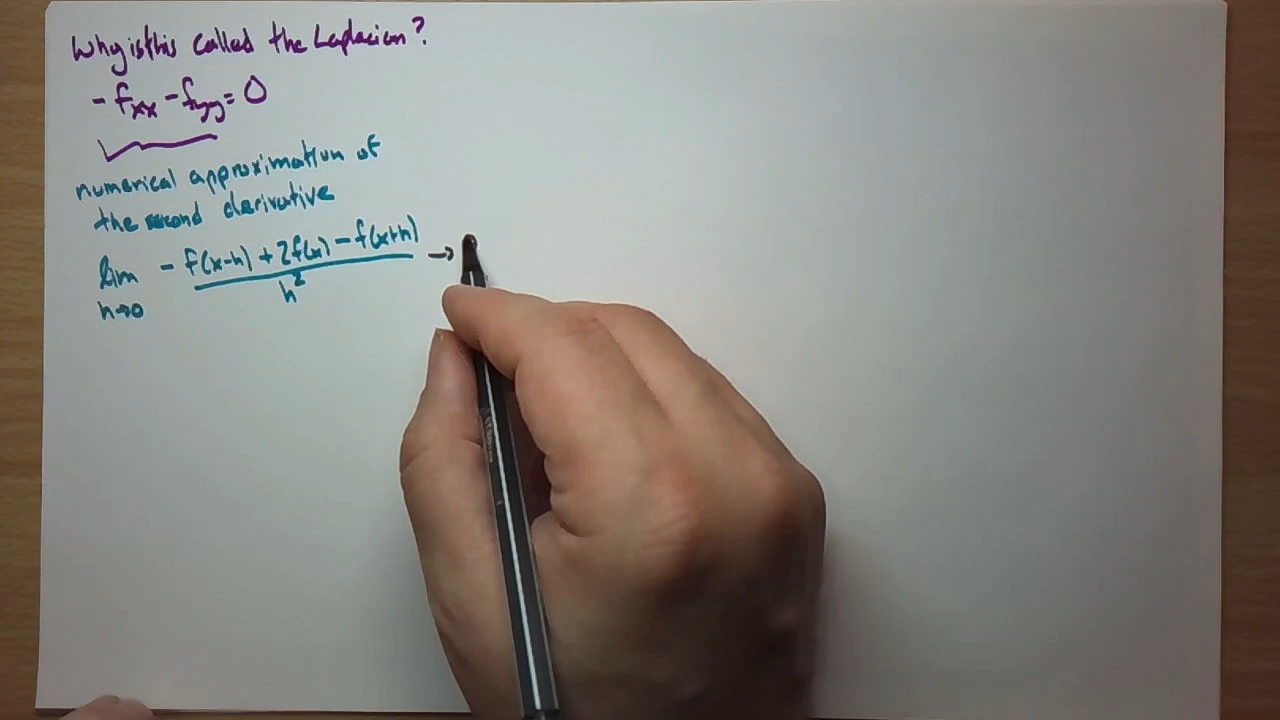 Why is this called the Laplacian?
- fxx - fyy = 0
numerical approximation of
the second derivative
lim h→0 - f(x-h) + 2f(x) - f(x+h) / h² →